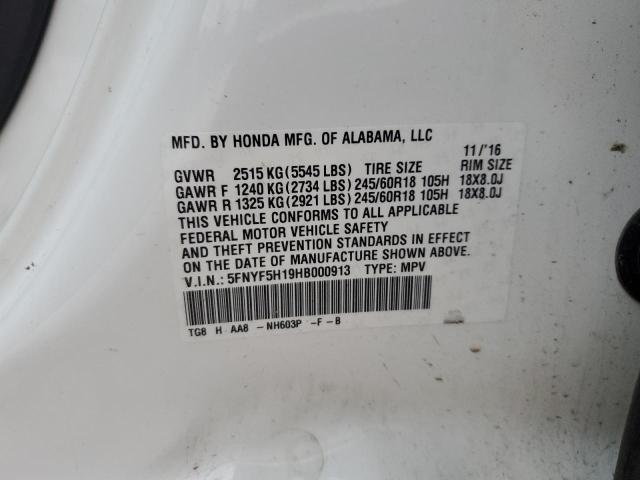 MFD. BY HONDA MFG. OF ALABAMA, LLC 11/'16
GVWR 2515 KG (5545 LBS) TIRE SIZE RIM SIZE
GAWR F 1240 KG (2734 LBS) 245/60R18 105H 18X8.0J
GAWR R 1325 KG (2921 LBS) 245/60R18 105H 18X8.0J
THIS VEHICLE CONFORMS TO ALL APPLICABLE
FEDERAL MOTOR VEHICLE SAFETY
AND THEFT PREVENTION STANDARDS IN EFFECT
ON THE DATE OF MANUFACTURE SHOWN ABOVE.
V.I.N.: 5FNYF5H19HB000913 TYPE: MPV
TG8 H AA8 -NH603P -F-B